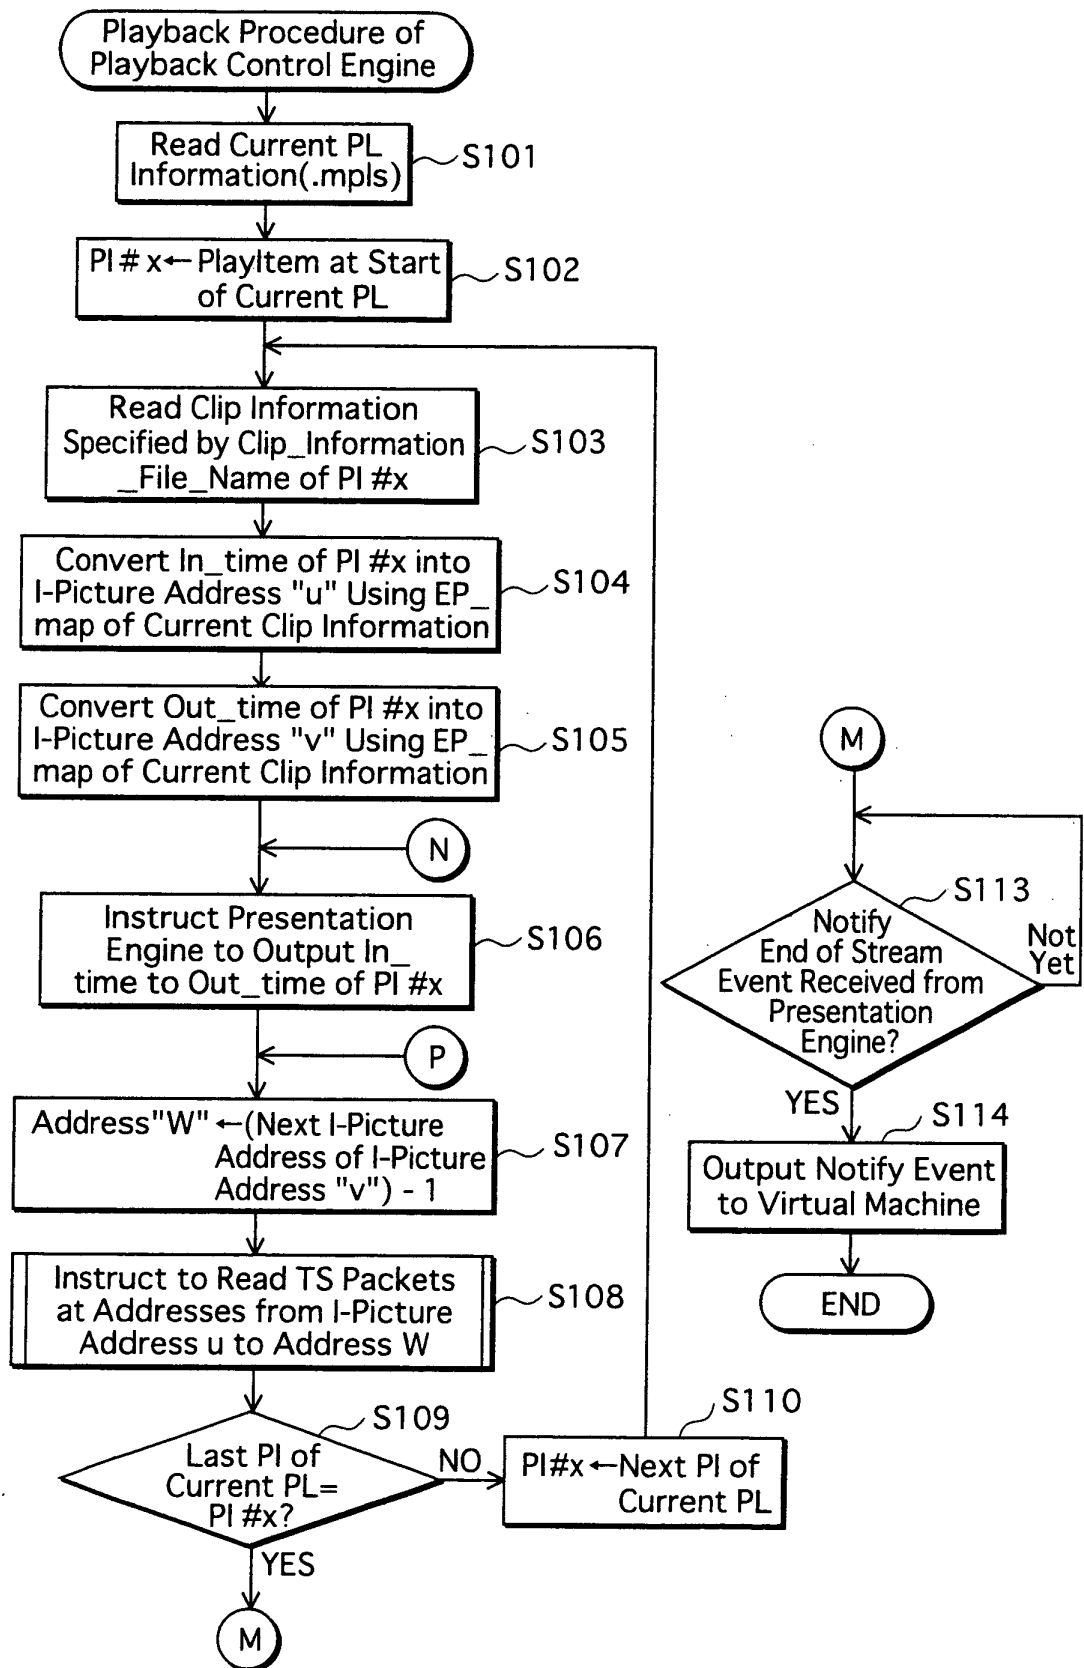 Playback Procedure of
Playback Control Engine
Read Current PL
Information(.mpls)
S101
PI # x←PlayItem at Start
of Current PL
S102
Read Clip Information
Specified by Clip_Information
_File_Name of PI #x
S103
Convert In_time of PI #x into
I-Picture Address "u" Using EP_
map of Current Clip Information
S104
Convert Out_time of PI #x into
I-Picture Address "v" Using EP_
map of Current Clip Information
S105
N
Instruct Presentation
Engine to Output In_
time to Out_time of PI #x
S106
P
Address"W"←(Next I-Picture
Address of I-Picture
Address "v") - 1
S107
Instruct to Read TS Packets
at Addresses from I-Picture
Address u to Address W
S108
Last PI of
Current PL=
PI #x?
S109
NO
YES
PI#x←Next PI of
Current PL
S110
M
M
Notify
End of Stream
Event Received from
Presentation
Engine?
S113
Not
Yet
YES
Output Notify Event
to Virtual Machine
S114
END